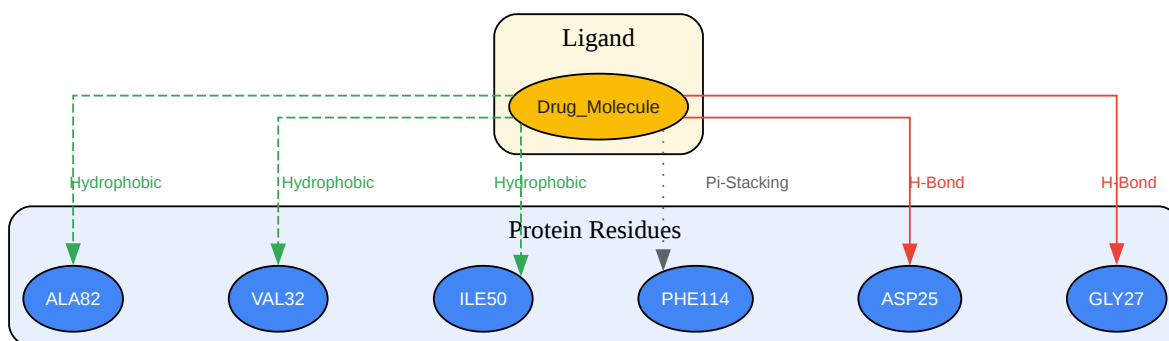 Ligand
Drug_Molecule
Hydrophobic
Hydrophobic
Hydrophobic
Pi-Stacking
H-Bond
H-Bond
Protein Residues
ALA82
VAL32
ILE50
PHE114
ASP25
GLY27